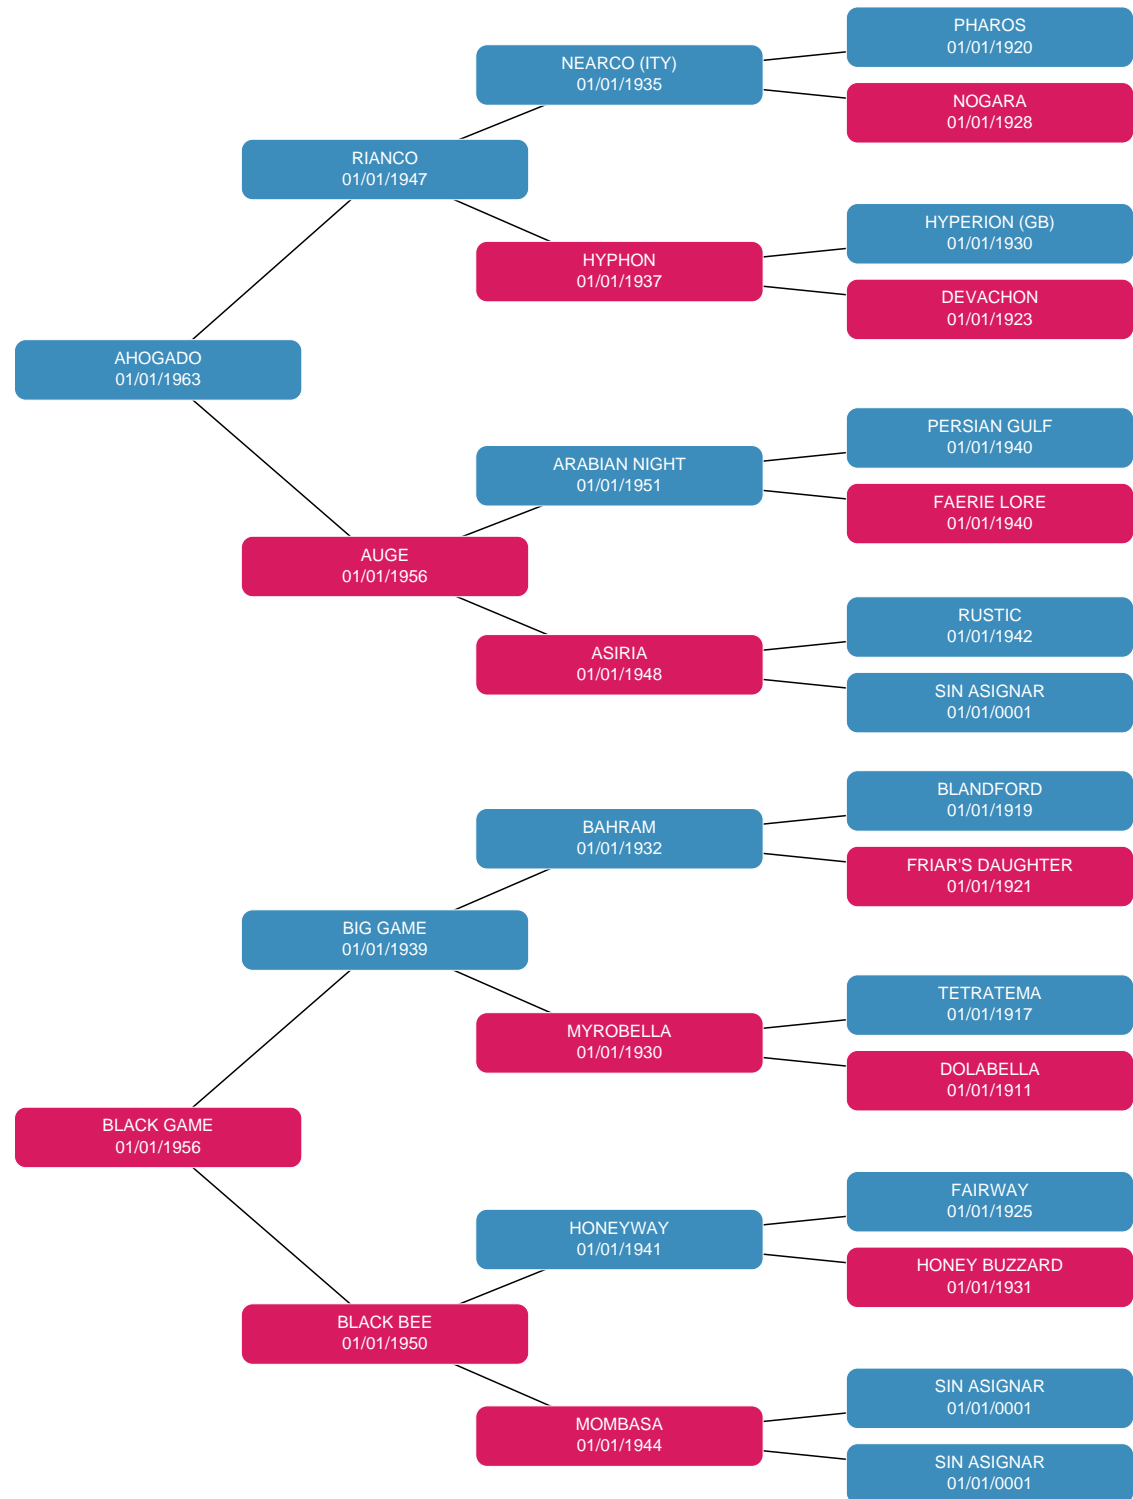 PHAROS
01/01/1920
NEARCO (ITY)
01/01/1935
NOGARA
01/01/1928
RIANCO
01/01/1947
HYPERION (GB)
01/01/1930
HYPHON
01/01/1937
DEVACHON
01/01/1923
AHOGADO
01/01/1963
PERSIAN GULF
01/01/1940
ARABIAN NIGHT
01/01/1951
FAERIE LORE
01/01/1940
AUGE
01/01/1956
RUSTIC
01/01/1942
ASIRIA
01/01/1948
SIN ASIGNAR
01/01/0001
BLANDFORD
01/01/1919
BAHRAM
01/01/1932
FRIAR'S DAUGHTER
01/01/1921
BIG GAME
01/01/1939
TETRATEMA
01/01/1917
MYROBELLA
01/01/1930
DOLABELLA
01/01/1911
BLACK GAME
01/01/1956
FAIRWAY
01/01/1925
HONEYWAY
01/01/1941
HONEY BUZZARD
01/01/1931
BLACK BEE
01/01/1950
SIN ASIGNAR
01/01/0001
MOMBASA
01/01/1944
SIN ASIGNAR
01/01/0001